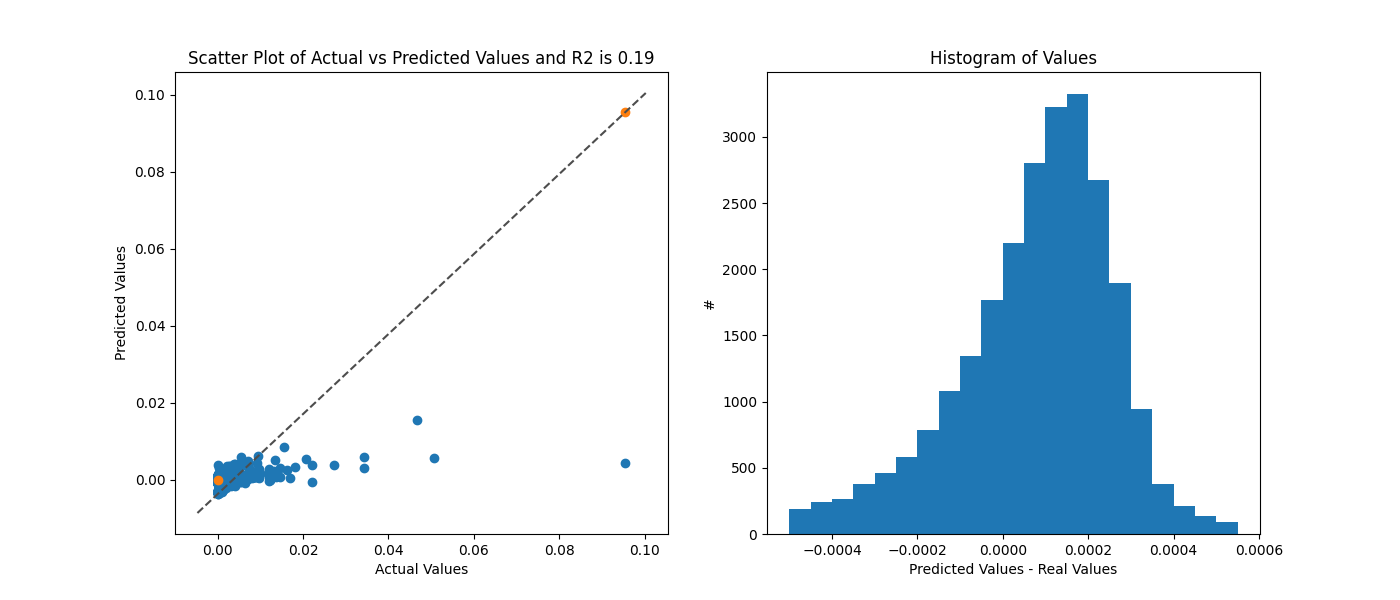 Scatter Plot of Actual vs Predicted Values and R2 is 0.19
0.10
0.08
0.06
0.04
0.02
0.00
Predicted Values
0.00 0.02 0.04 0.06 0.08 0.10
Actual Values
Histogram of Values
3000
2500
2000
1500
1000
500
0
#
−0.0004 −0.0002 0.0000 0.0002 0.0004 0.0006
Predicted Values - Real Values